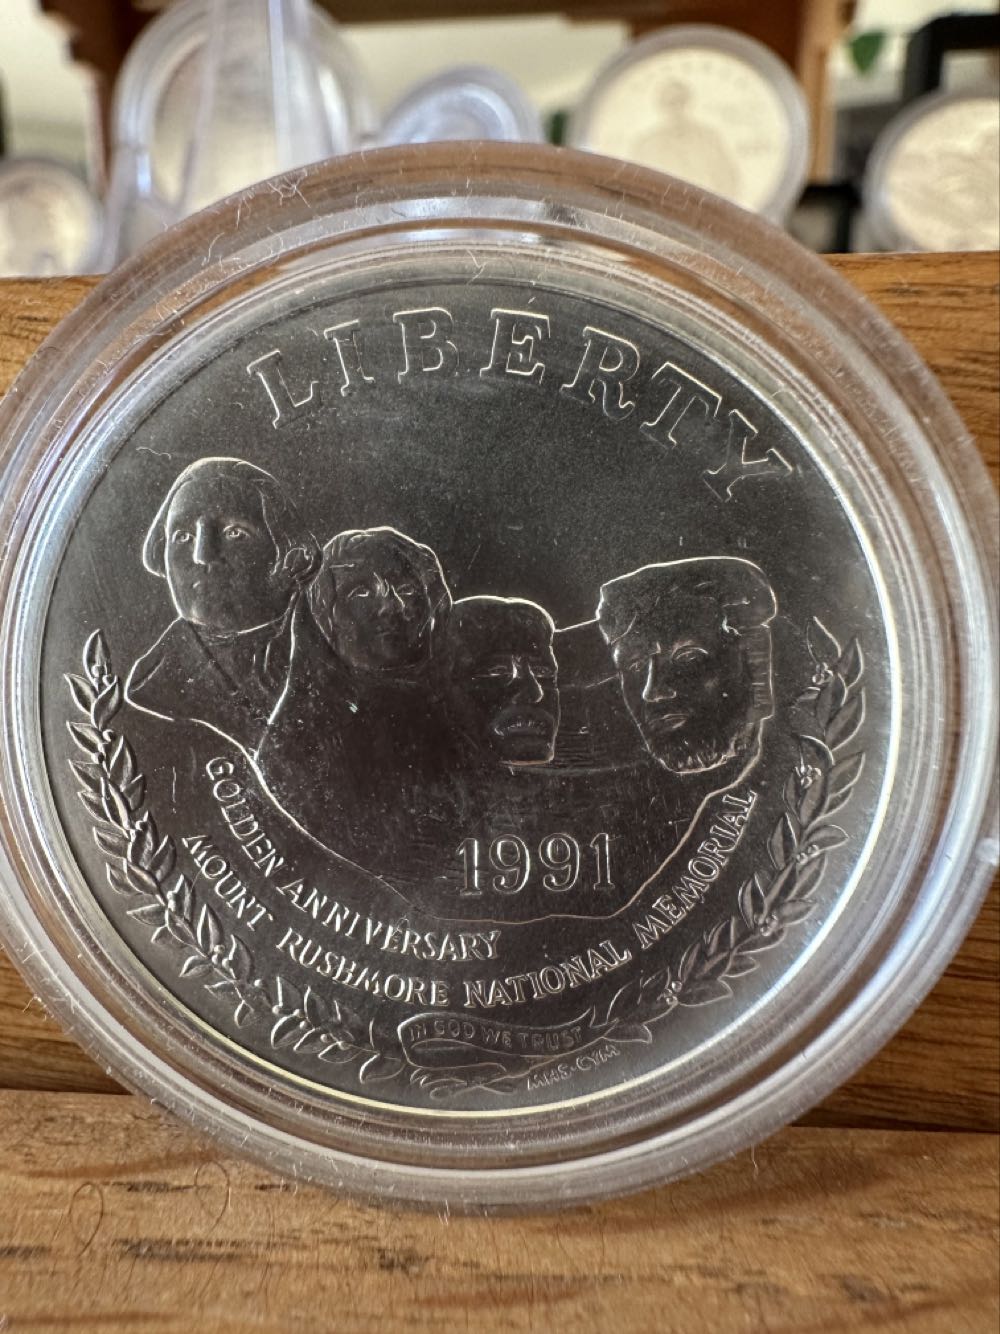 LIBERTY
1991
GOLDEN ANNIVERSARY
MOUNT RUSHMORE NATIONAL MEMORIAL
IN GOD WE TRUST
MHS·CYM